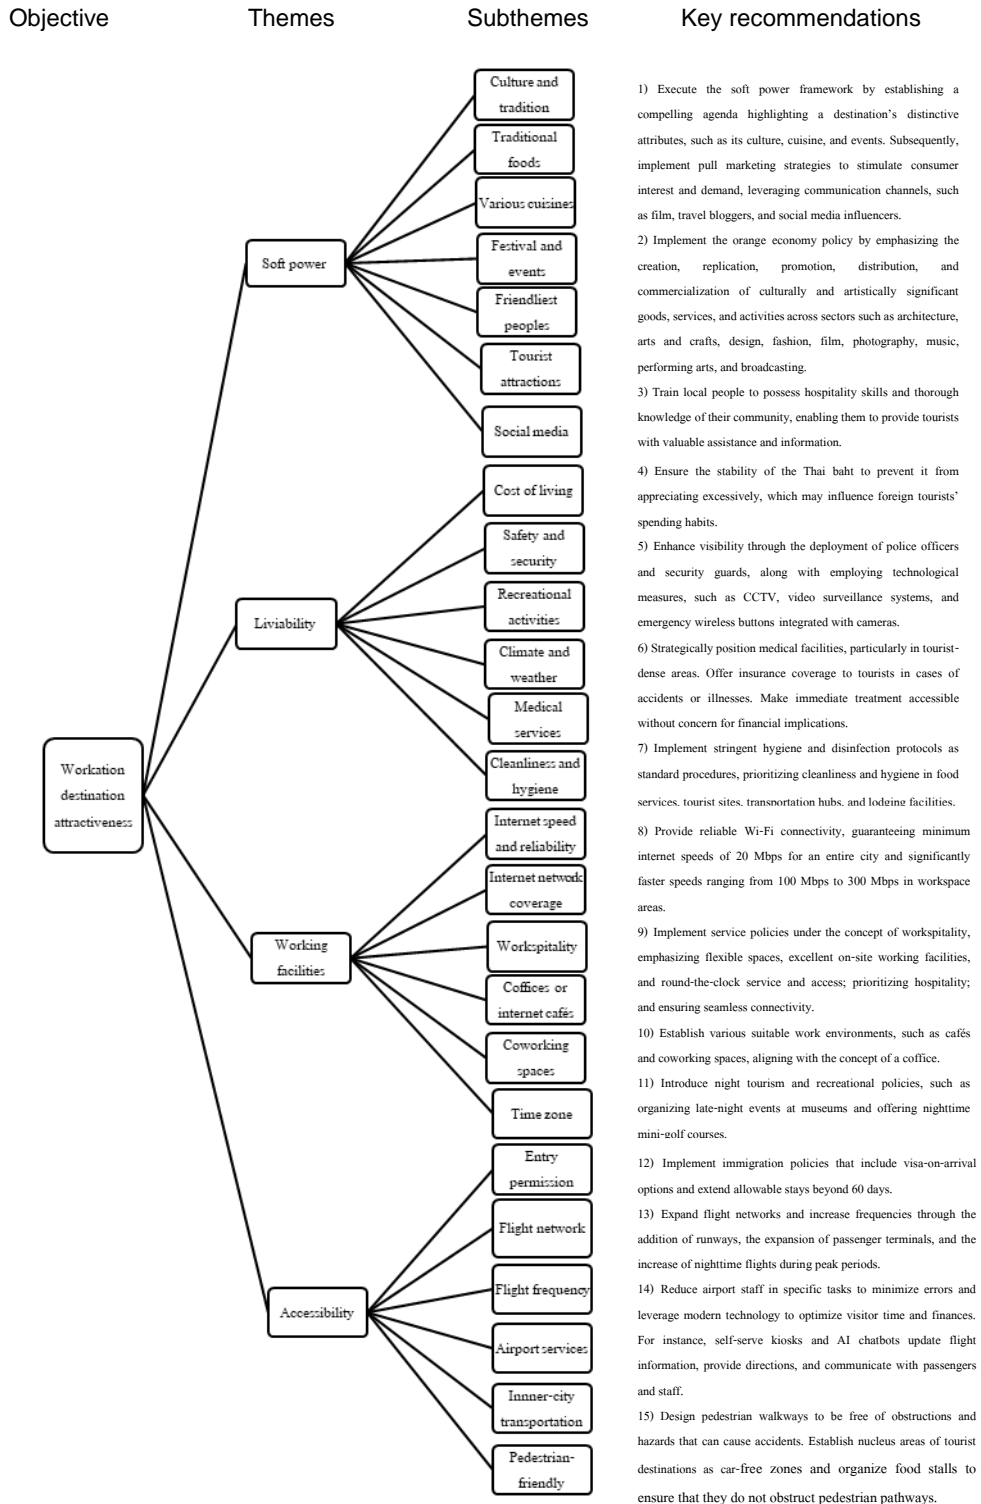 Objective Themes Subthemes Key recommendations
Workation
destination
attractiveness
Soft power
Culture and
tradition
Traditional
foods
Various cuisines
Festival and
events
Friendliest
peoples
Tourist
attractions
Social media
Liviability
Cost of living
Safety and
security
Recreational
activities
Climate and
weather
Medical
services
Cleanliness and
hygiene
Working
facilities
Internet speed
and reliability
Internet network
coverage
Workspitality
Coffices or
internet cafés
Coworking
spaces
Time zone
Accessibility
Entry
permission
Flight network
Flight frequency
Airport services
Innner-city
transportation
Pedestrian-
friendly
1) Execute the soft power framework by establishing a
compelling agenda highlighting a destination’s distinctive
attributes, such as its culture, cuisine, and events. Subsequently,
implement pull marketing strategies to stimulate consumer
interest and demand, leveraging communication channels, such
as film, travel bloggers, and social media influencers.
2) Implement the orange economy policy by emphasizing the
creation, replication, promotion, distribution, and
commercialization of culturally and artistically significant
goods, services, and activities across sectors such as architecture,
arts and crafts, design, fashion, film, photography, music,
performing arts, and broadcasting.
3) Train local people to possess hospitality skills and thorough
knowledge of their community, enabling them to provide tourists
with valuable assistance and information.
4) Ensure the stability of the Thai baht to prevent it from
appreciating excessively, which may influence foreign tourists’
spending habits.
5) Enhance visibility through the deployment of police officers
and security guards, along with employing technological
measures, such as CCTV, video surveillance systems, and
emergency wireless buttons integrated with cameras.
6) Strategically position medical facilities, particularly in tourist-
dense areas. Offer insurance coverage to tourists in cases of
accidents or illnesses. Make immediate treatment accessible
without concern for financial implications.
7) Implement stringent hygiene and disinfection protocols as
standard procedures, prioritizing cleanliness and hygiene in food
services, tourist sites, transportation hubs, and lodging facilities.
8) Provide reliable Wi-Fi connectivity, guaranteeing minimum
internet speeds of 20 Mbps for an entire city and significantly
faster speeds ranging from 100 Mbps to 300 Mbps in workspace
areas.
9) Implement service policies under the concept of workspitality,
emphasizing flexible spaces, excellent on-site working facilities,
and round-the-clock service and access; prioritizing hospitality;
and ensuring seamless connectivity.
10) Establish various suitable work environments, such as cafés
and coworking spaces, aligning with the concept of a coffice.
11) Introduce night tourism and recreational policies, such as
organizing late-night events at museums and offering nighttime
mini-golf courses.
12) Implement immigration policies that include visa-on-arrival
options and extend allowable stays beyond 60 days.
13) Expand flight networks and increase frequencies through the
addition of runways, the expansion of passenger terminals, and the
increase of nighttime flights during peak periods.
14) Reduce airport staff in specific tasks to minimize errors and
leverage modern technology to optimize visitor time and finances.
For instance, self-serve kiosks and AI chatbots update flight
information, provide directions, and communicate with passengers
and staff.
15) Design pedestrian walkways to be free of obstructions and
hazards that can cause accidents. Establish nucleus areas of tourist
destinations as car-free zones and organize food stalls to
ensure that they do not obstruct pedestrian pathways.